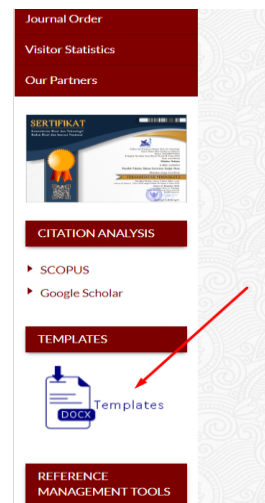 Journal Order
Visitor Statistics
Our Partners
SERTIFIKAT
CITATION ANALYSIS
SCOPUS
Google Scholar
TEMPLATES
DOCX
Templates
REFERENCE
MANAGEMENT TOOLS